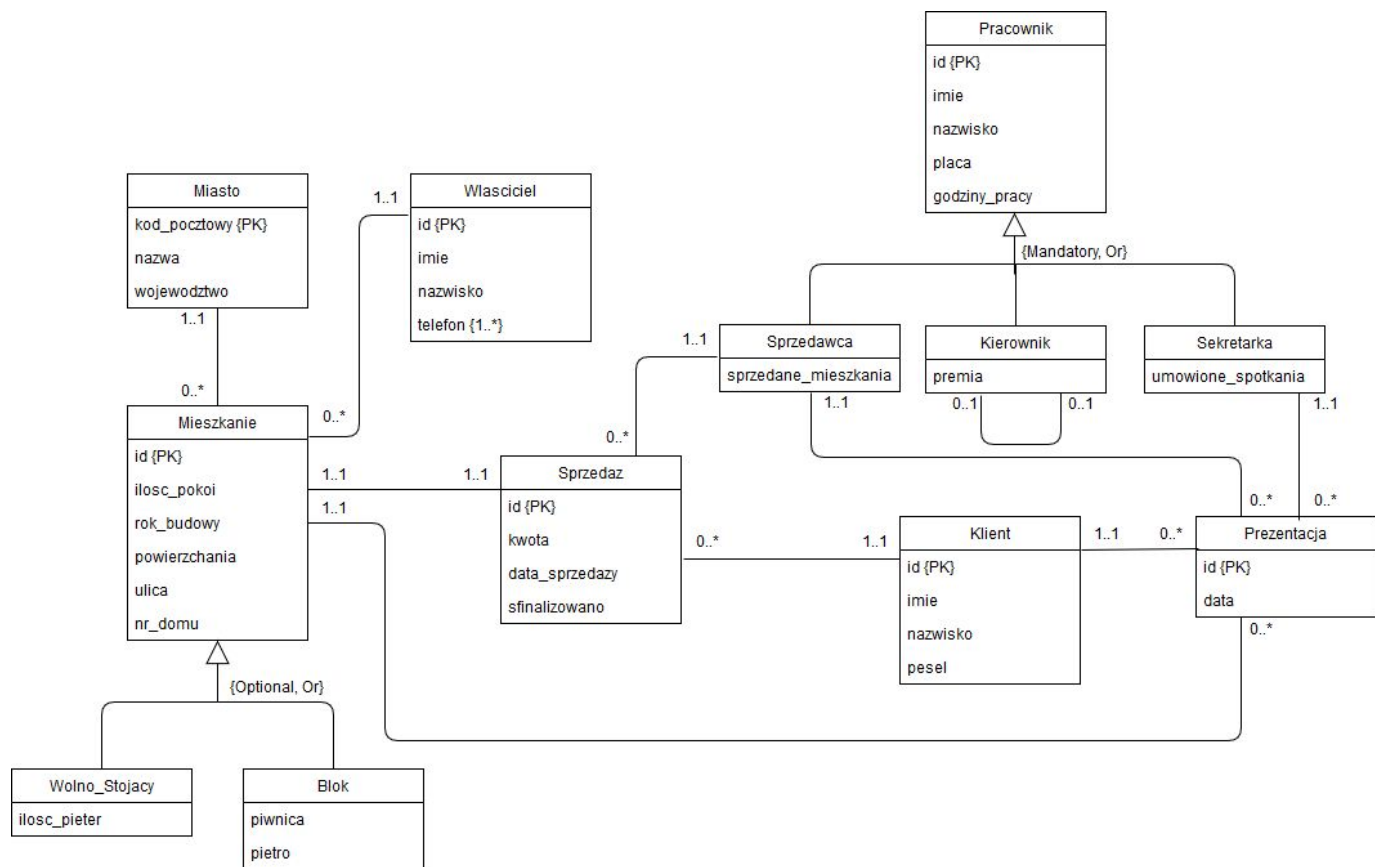 Pracownik
id {PK}
imie
nazwisko
placa
godziny_pracy
{Mandatory, Or}
Miasto
kod_pocztowy {PK}
nazwa
wojewodztwo
1..1
0..*
Wlasciciel
id {PK}
imie
nazwisko
telefon {1..*}
1..1
0..*
Sprzedawca
sprzedane_mieszkania
1..1
0..*
1..1
0..*
Kierownik
premia
0..1
0..1
Sekretarka
umowione_spotkania
1..1
0..*
Mieszkanie
id {PK}
ilosc_pokoi
rok_budowy
powierzchania
ulica
nr_domu
1..1
1..1
1..1
0..*
Sprzedaz
id {PK}
kwota
data_sprzedazy
sfinalizowano
0..*
1..1
Klient
id {PK}
imie
nazwisko
pesel
1..1
0..*
Prezentacja
id {PK}
data
{Optional, Or}
Wolno_Stojacy
ilosc_pieter
Blok
piwnica
pietro